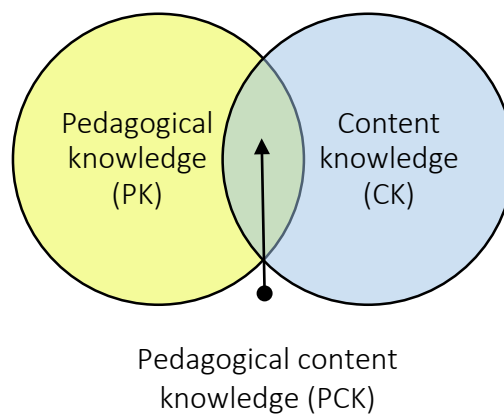 Pedagogical
knowledge
(PK)
Content
knowledge
(CK)
Pedagogical content
knowledge (PCK)